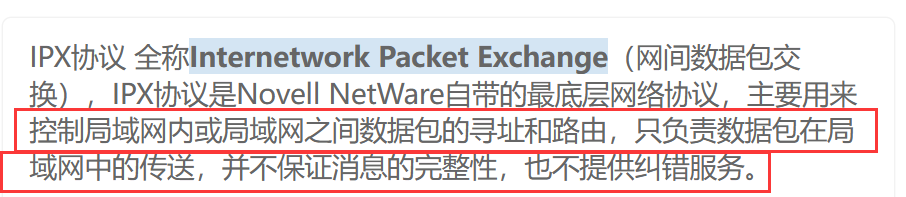 IPX协议 全称Internetwork Packet Exchange（网间数据包交
换），IPX协议是Novell NetWare自带的最底层网络协议，主要用来
控制局域网内或局域网之间数据包的寻址和路由，只负责数据包在局
域网中的传送，并不保证消息的完整性，也不提供纠错服务。